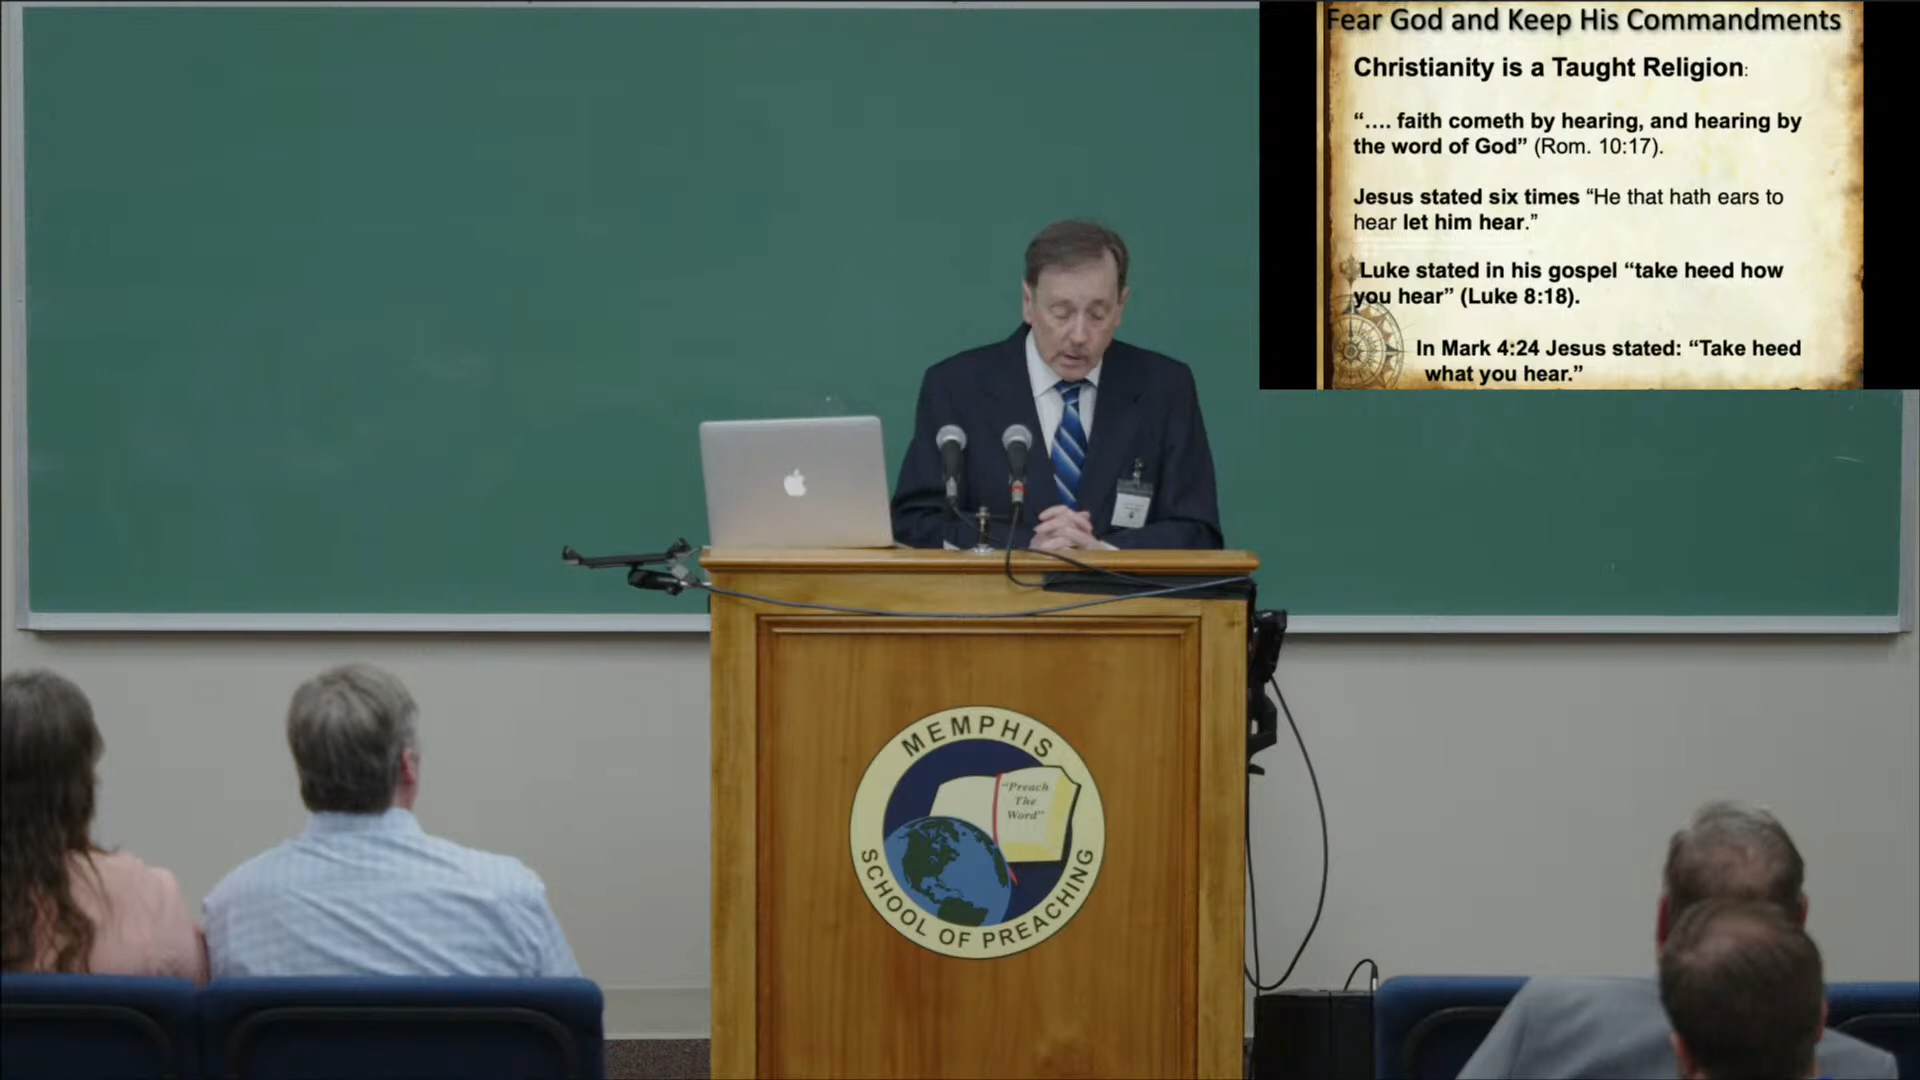 Fear God and Keep His Commandments
Christianity is a Taught Religion:
“.... faith cometh by hearing, and hearing by
the word of God” (Rom. 10:17).
Jesus stated six times “He that hath ears to
hear let him hear.”
Luke stated in his gospel “take heed how
you hear” (Luke 8:18).
In Mark 4:24 Jesus stated: “Take heed
what you hear.”
MEMPHIS
“Preach
The
Word”
SCHOOL OF PREACHING